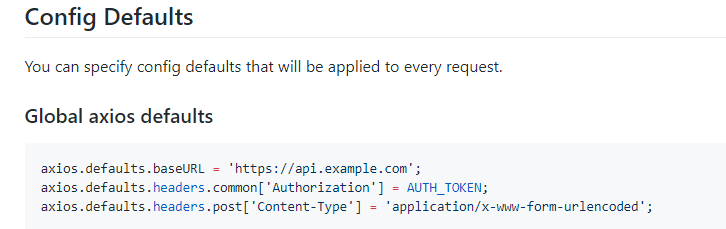 Config Defaults
You can specify config defaults that will be applied to every request.
Global axios defaults
axios.defaults.baseURL = 'https://api.example.com';
axios.defaults.headers.common['Authorization'] = AUTH_TOKEN;
axios.defaults.headers.post['Content-Type'] = 'application/x-www-form-urlencoded';